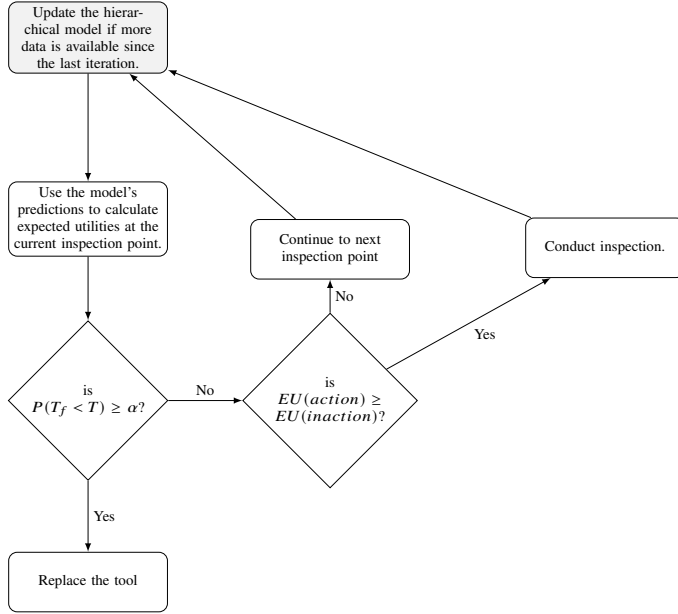 Update the hierar-
chical model if more
data is available since
the last iteration.
Use the model's
predictions to calculate
expected utilities at the
current inspection point.
Continue to next
inspection point
Conduct inspection.
No
Yes
is
P(T_f < T) ≥ α?
No
is
EU(action) ≥
EU(inaction)?
Yes
Replace the tool